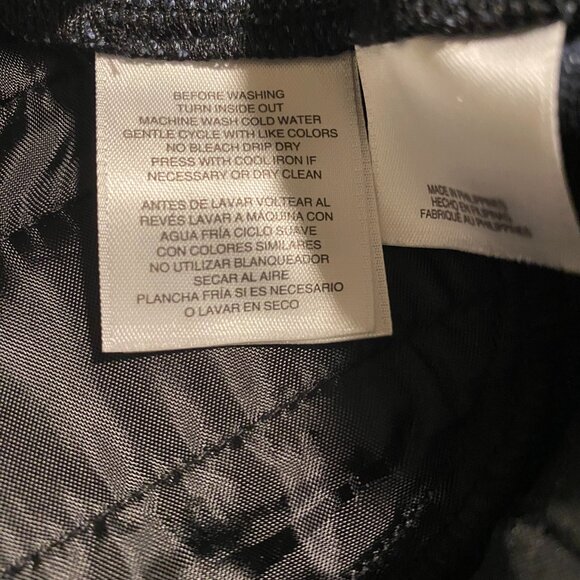 BEFORE WASHING
TURN INSIDE OUT
MACHINE WASH COLD WATER
GENTLE CYCLE WITH LIKE COLORS
NO BLEACH DRIP DRY
PRESS WITH COOL IRON IF
NECESSARY OR DRY CLEAN
ANTES DE LAVAR VOLTEAR AL
REVÉS LAVAR A MÁQUINA CON
AGUA FRÍA CICLO SUAVE
CON COLORES SIMILARES
NO UTILIZAR BLANQUEADOR
SECAR AL AIRE
PLANCHA FRÍA SI ES NECESARIO
O LAVAR EN SECO
MADE IN PHILIPPINES
HECHO EN FILIPINAS
FABRIQUE AU PHILIPPINES